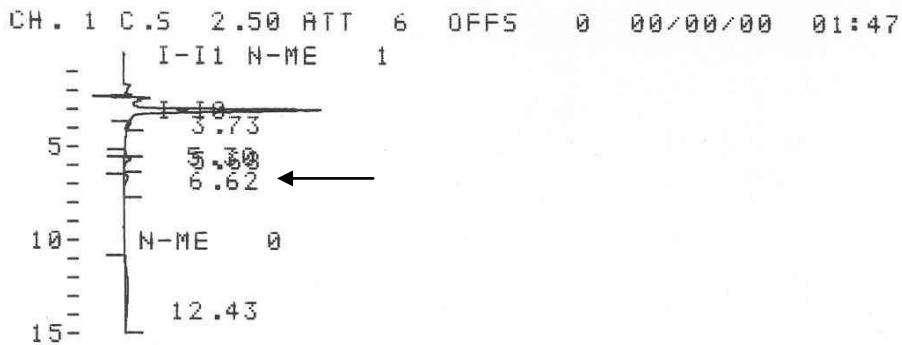 CH. 1 C.S 2.50 ATT 6 OFFS 0 00/00/00 01:47
I-I1 N-ME 1
I-I0
3.73
5-
5.30
6.62
10- N-ME 0
12.43
15-